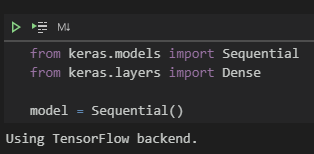 M↓
from keras.models import Sequential
from keras.layers import Dense
model = Sequential()
Using TensorFlow backend.